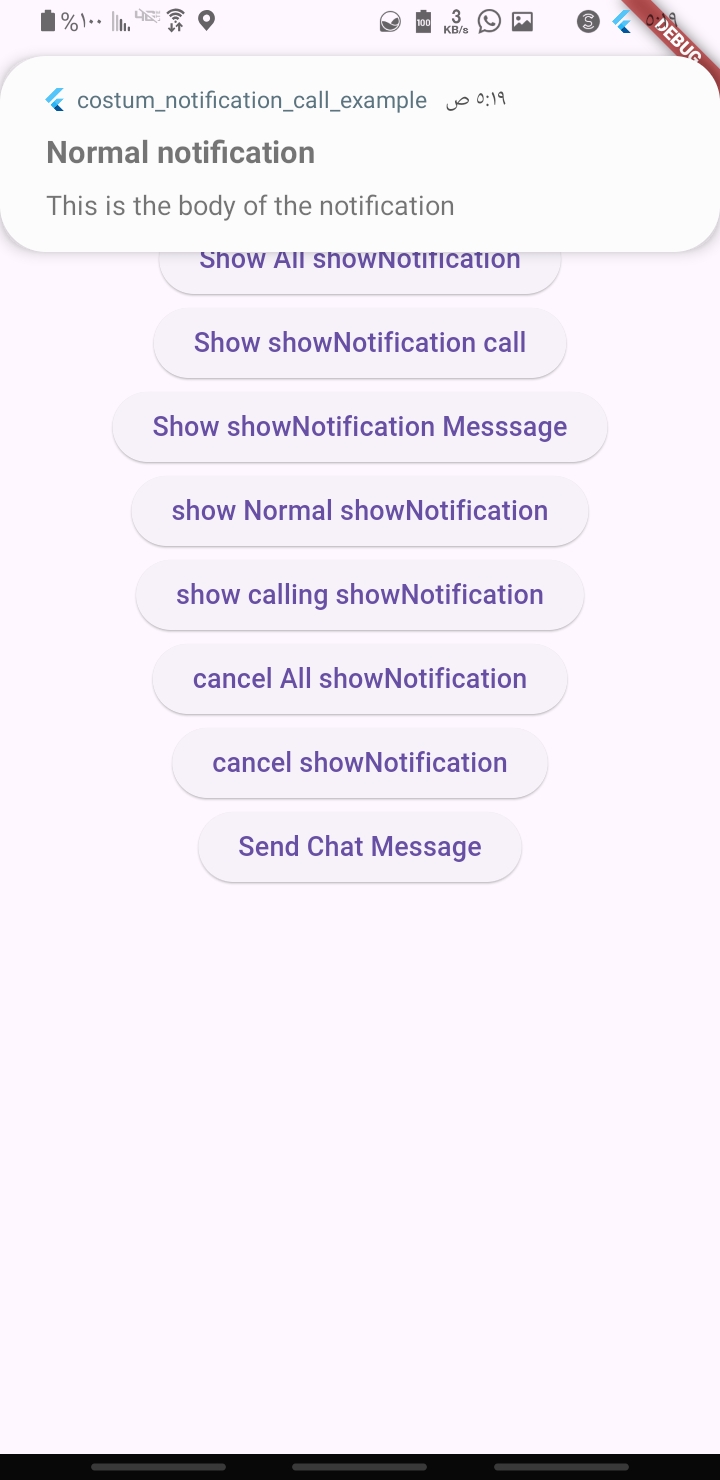 %١٠٠
100
3
KB/s
٥:١٩
DEBUG
costum_notification_call_example ٥:١٩ ص
Normal notification
This is the body of the notification
Show All showNotification
Show showNotification call
Show showNotification Messsage
show Normal showNotification
show calling showNotification
cancel All showNotification
cancel showNotification
Send Chat Message